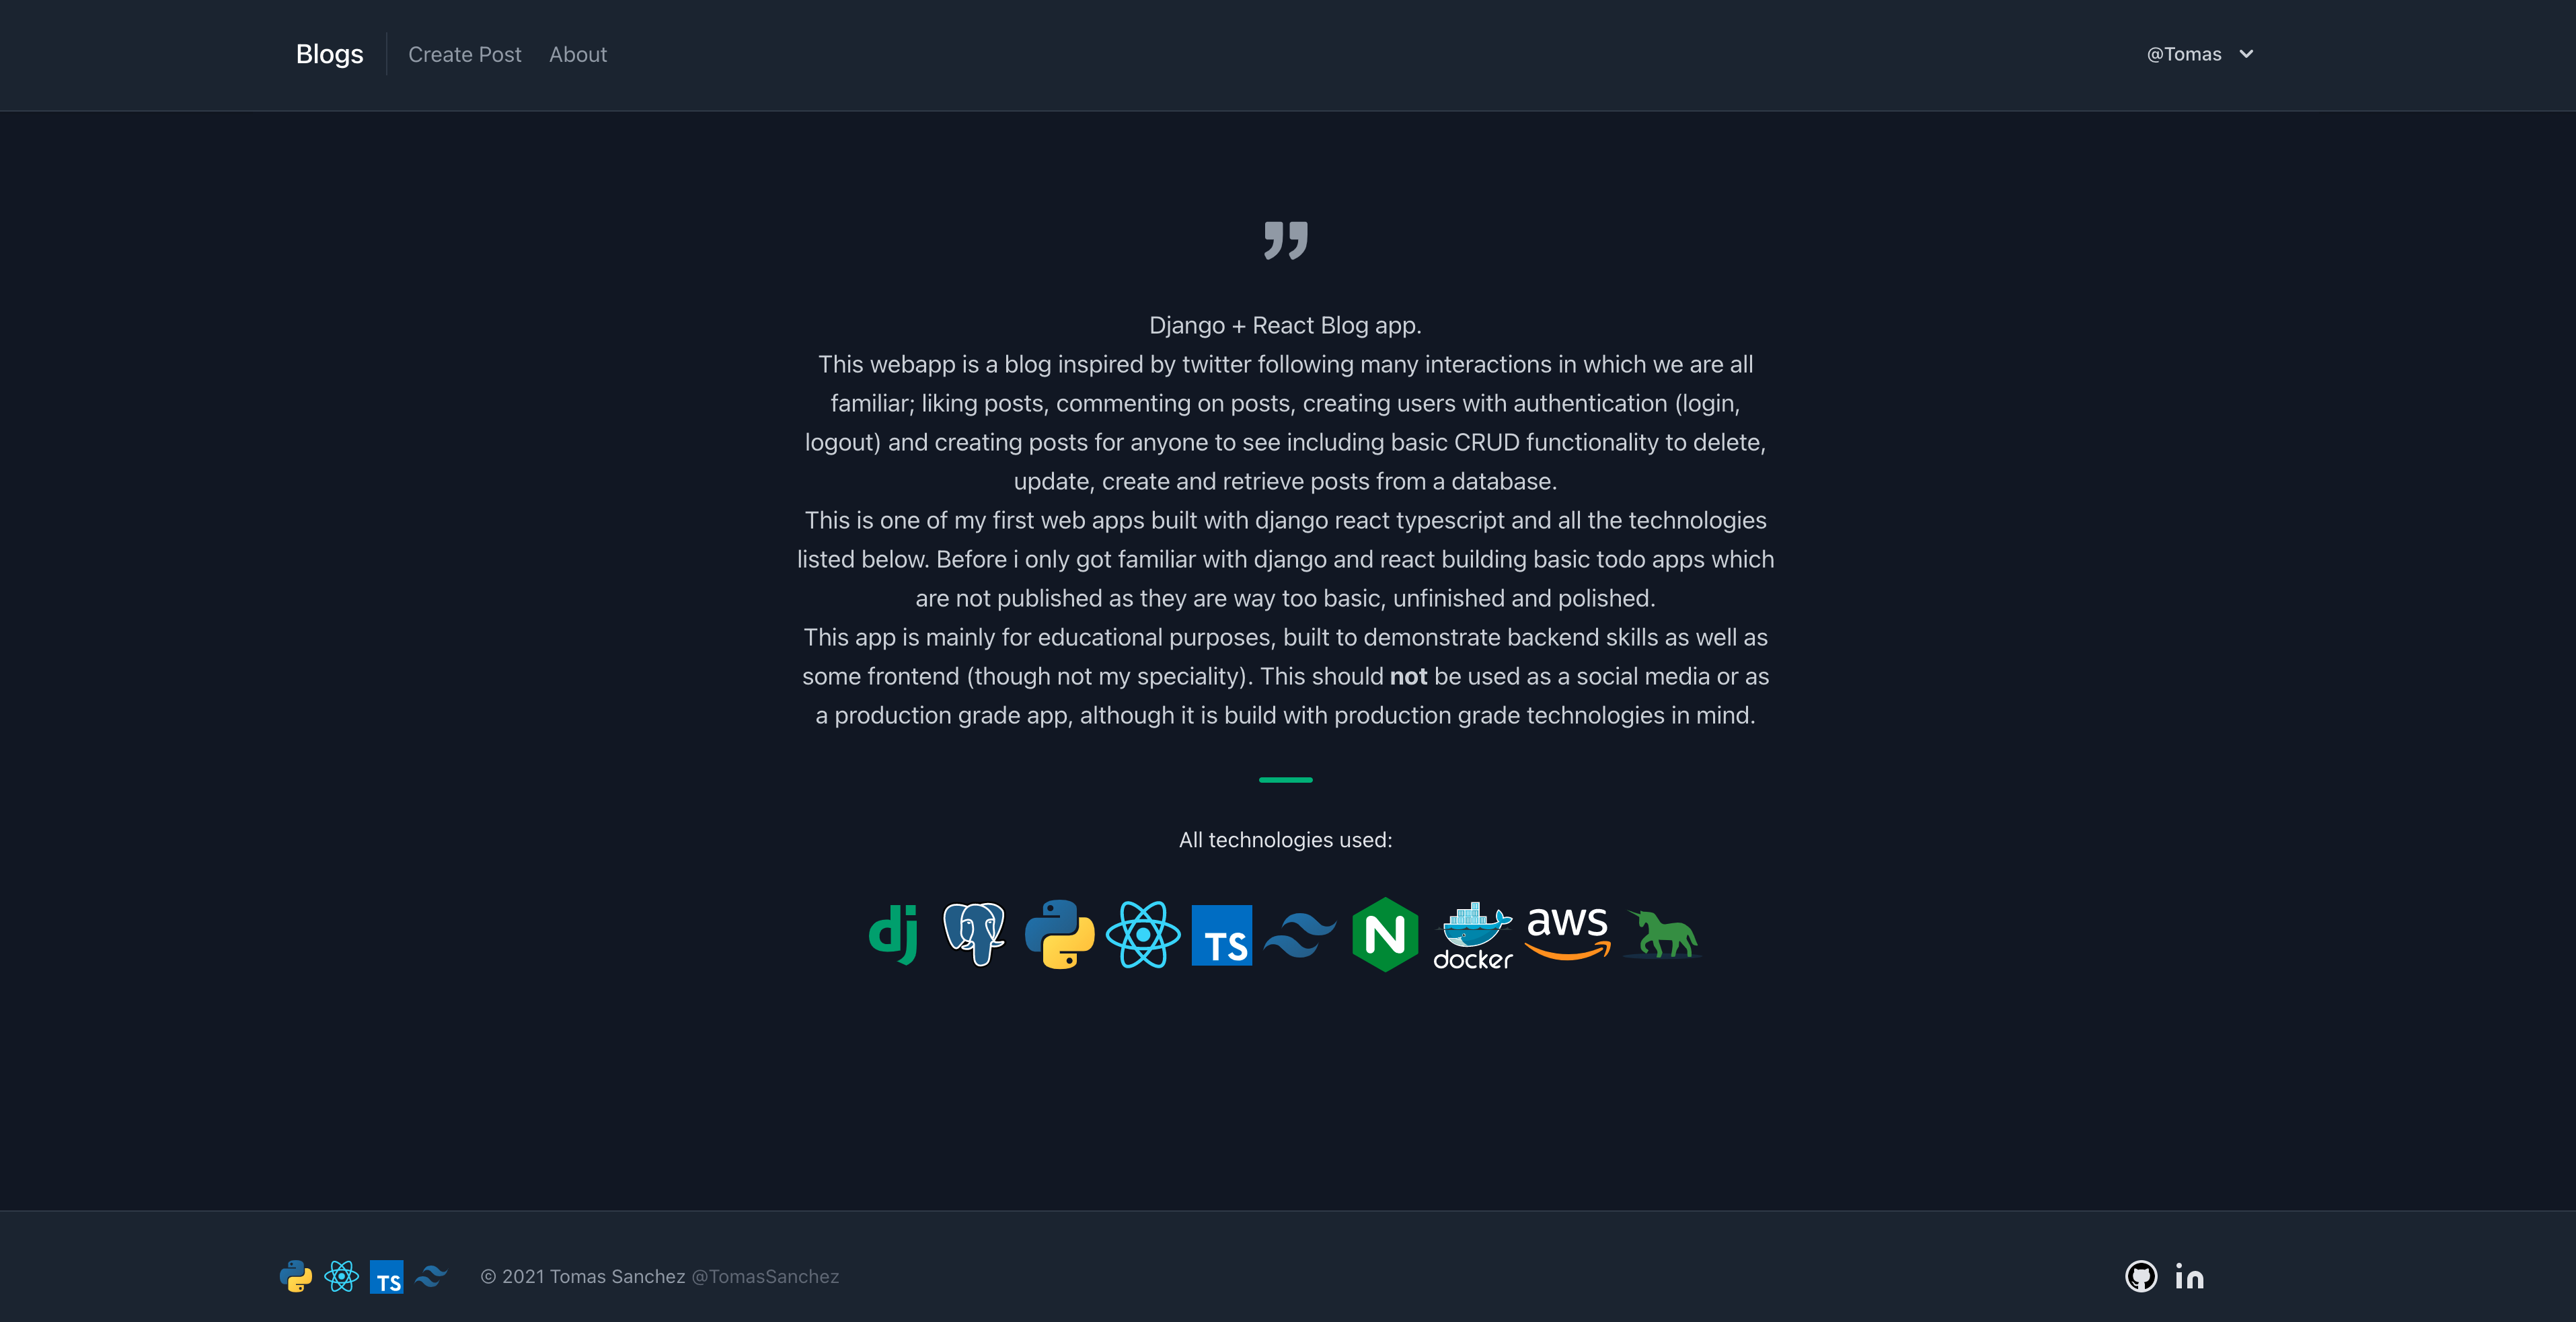 Blogs
Create Post
About
@Tomas
Django + React Blog app.
This webapp is a blog inspired by twitter following many interactions in which we are all
familiar; liking posts, commenting on posts, creating users with authentication (login,
logout) and creating posts for anyone to see including basic CRUD functionality to delete,
update, create and retrieve posts from a database.
This is one of my first web apps built with django react typescript and all the technologies
listed below. Before i only got familiar with django and react building basic todo apps which
are not published as they are way too basic, unfinished and polished.
This app is mainly for educational purposes, built to demonstrate backend skills as well as
some frontend (though not my speciality). This should not be used as a social media or as
a production grade app, although it is build with production grade technologies in mind.
All technologies used:
dj
TS
N
docker
aws
TS
© 2021 Tomas Sanchez @TomasSanchez
in